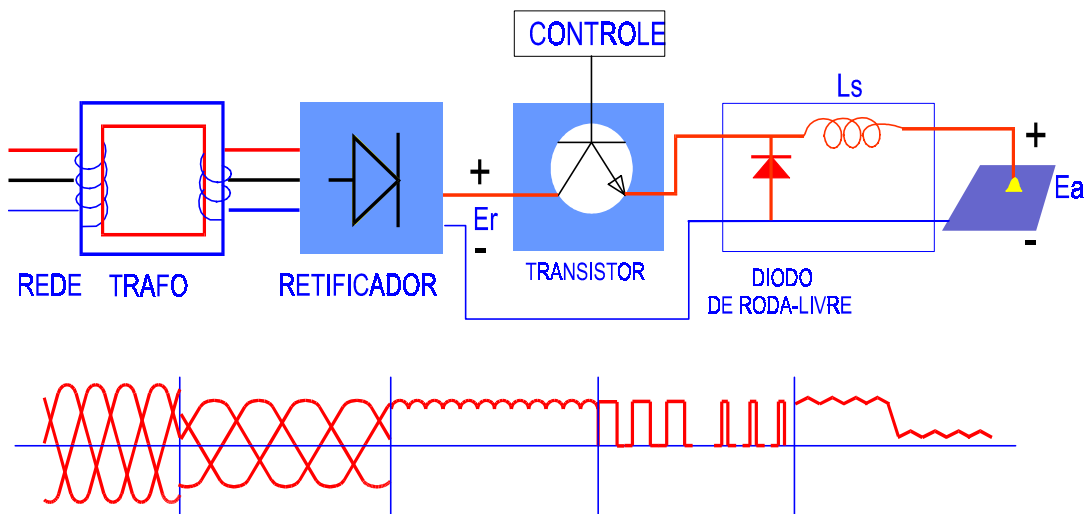 CONTROLE
Ls
+
+
Er
-
Ea
-
REDE
TRAFO
RETIFICADOR
TRANSISTOR
DIODO
DE RODA-LIVRE